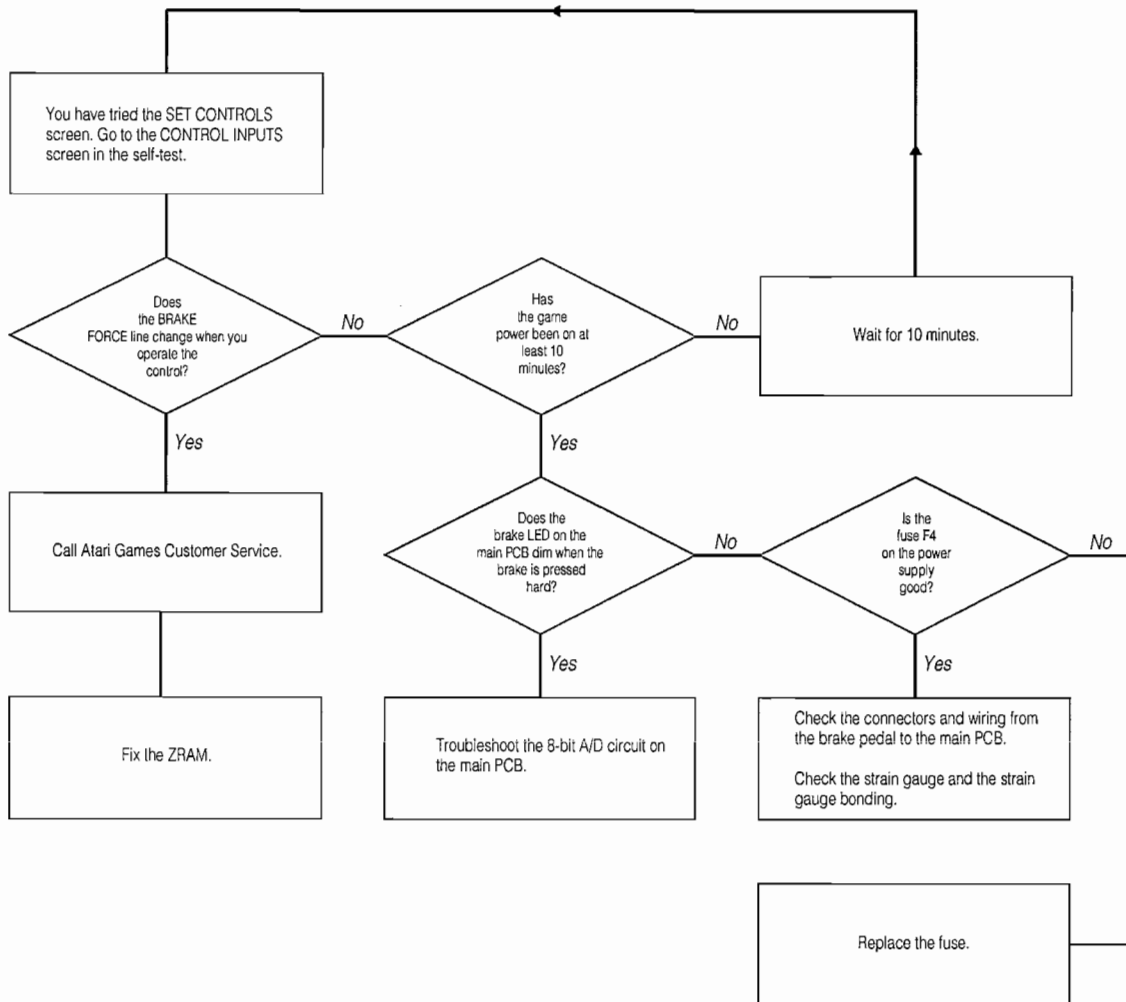 You have tried the SET CONTROLS
screen. Go to the CONTROL INPUTS
screen in the self-test.
Does
the BRAKE
FORCE line change when you
operate the
control?
No
Has
the game
power been on at
least 10
minutes?
No
Wait for 10 minutes.
Yes
Yes
Call Atari Games Customer Service.
Does the
brake LED on the
main PCB dim when the
brake is pressed
hard?
No
Is the
fuse F4
on the power
supply
good?
No
Yes
Yes
Fix the ZRAM.
Troubleshoot the 8-bit A/D circuit on
the main PCB.
Check the connectors and wiring from
the brake pedal to the main PCB.
Check the strain gauge and the strain
gauge bonding.
Replace the fuse.